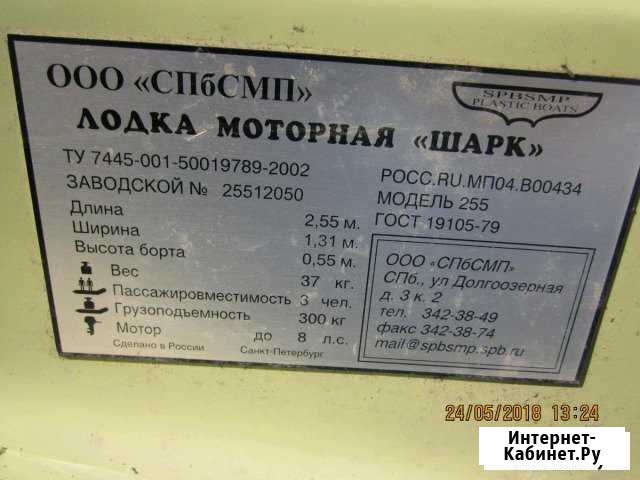 ООО «СПбСМП»
SPBSMP
PLASTIC BOATS
ЛОДКА МОТОРНАЯ «ШАРК»
ТУ 7445-001-50019789-2002
ЗАВОДСКОЙ № 25512050
РОСС.RU.МП04.В00434
МОДЕЛЬ 255
ГОСТ 19105-79
Длина 2,55 м.
Ширина 1,31 м.
Высота борта 0,55 м.
Вес 37 кг.
Пассажировместимость 3 чел.
Грузоподъемность 300 кг
Мотор до 8 л.с.
Сделано в России Санкт-Петербург
ООО «СПбСМП»
СПб., ул Долгоозерная
д. 3 к. 2
тел. 342-38-49
факс 342-38-74
mail@spbsmp.spb.ru
24/05/2018 13:24
Интернет-
Кабинет.Ру